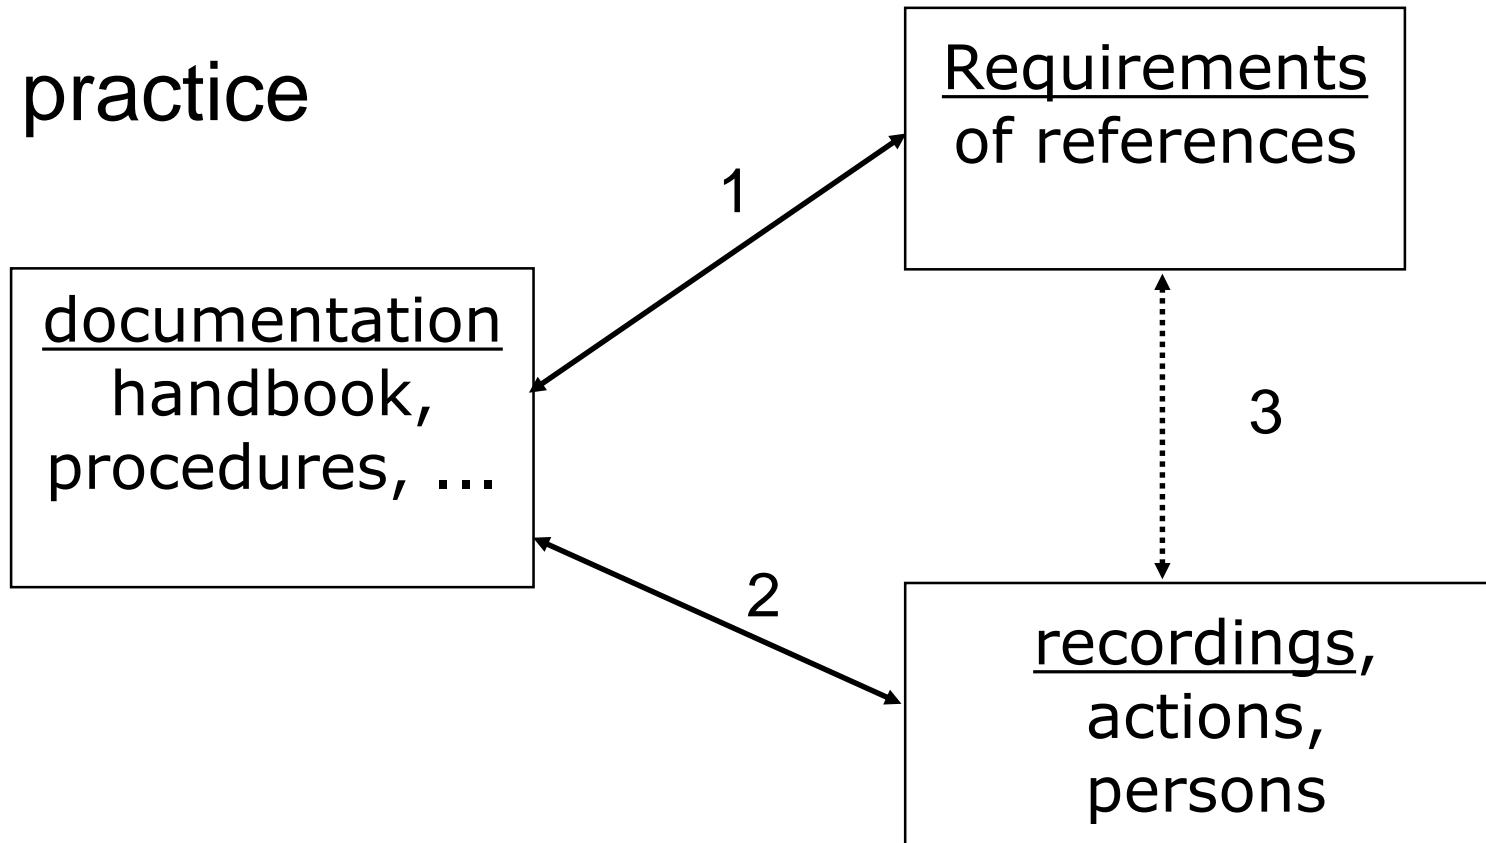 practice
Requirements
of references
1
documentation
handbook,
procedures, ...
3
2
recordings,
actions,
persons